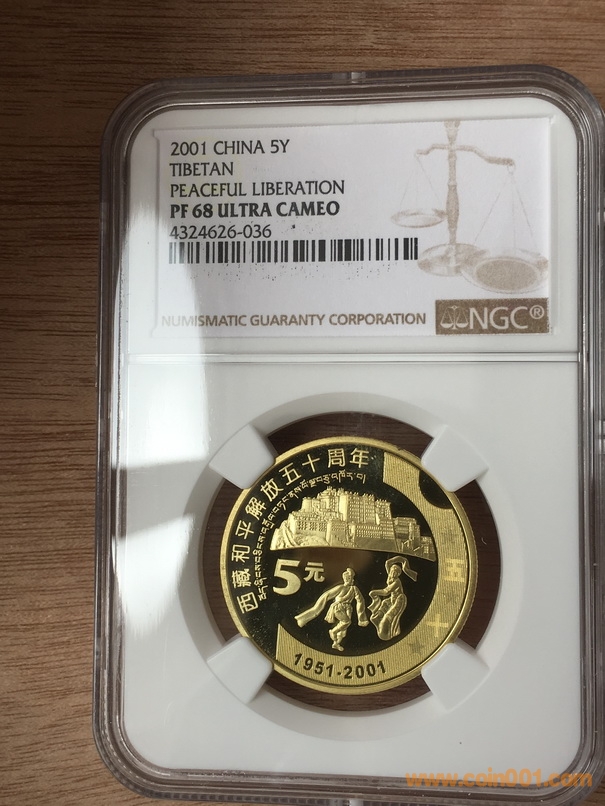 2001 CHINA 5Y
TIBETAN
PEACEFUL LIBERATION
PF 68 ULTRA CAMEO
4324626-036
NUMISMATIC GUARANTY CORPORATION
NGC®
西藏和平解放五十周年
5元
1951-2001
www.coin001.com